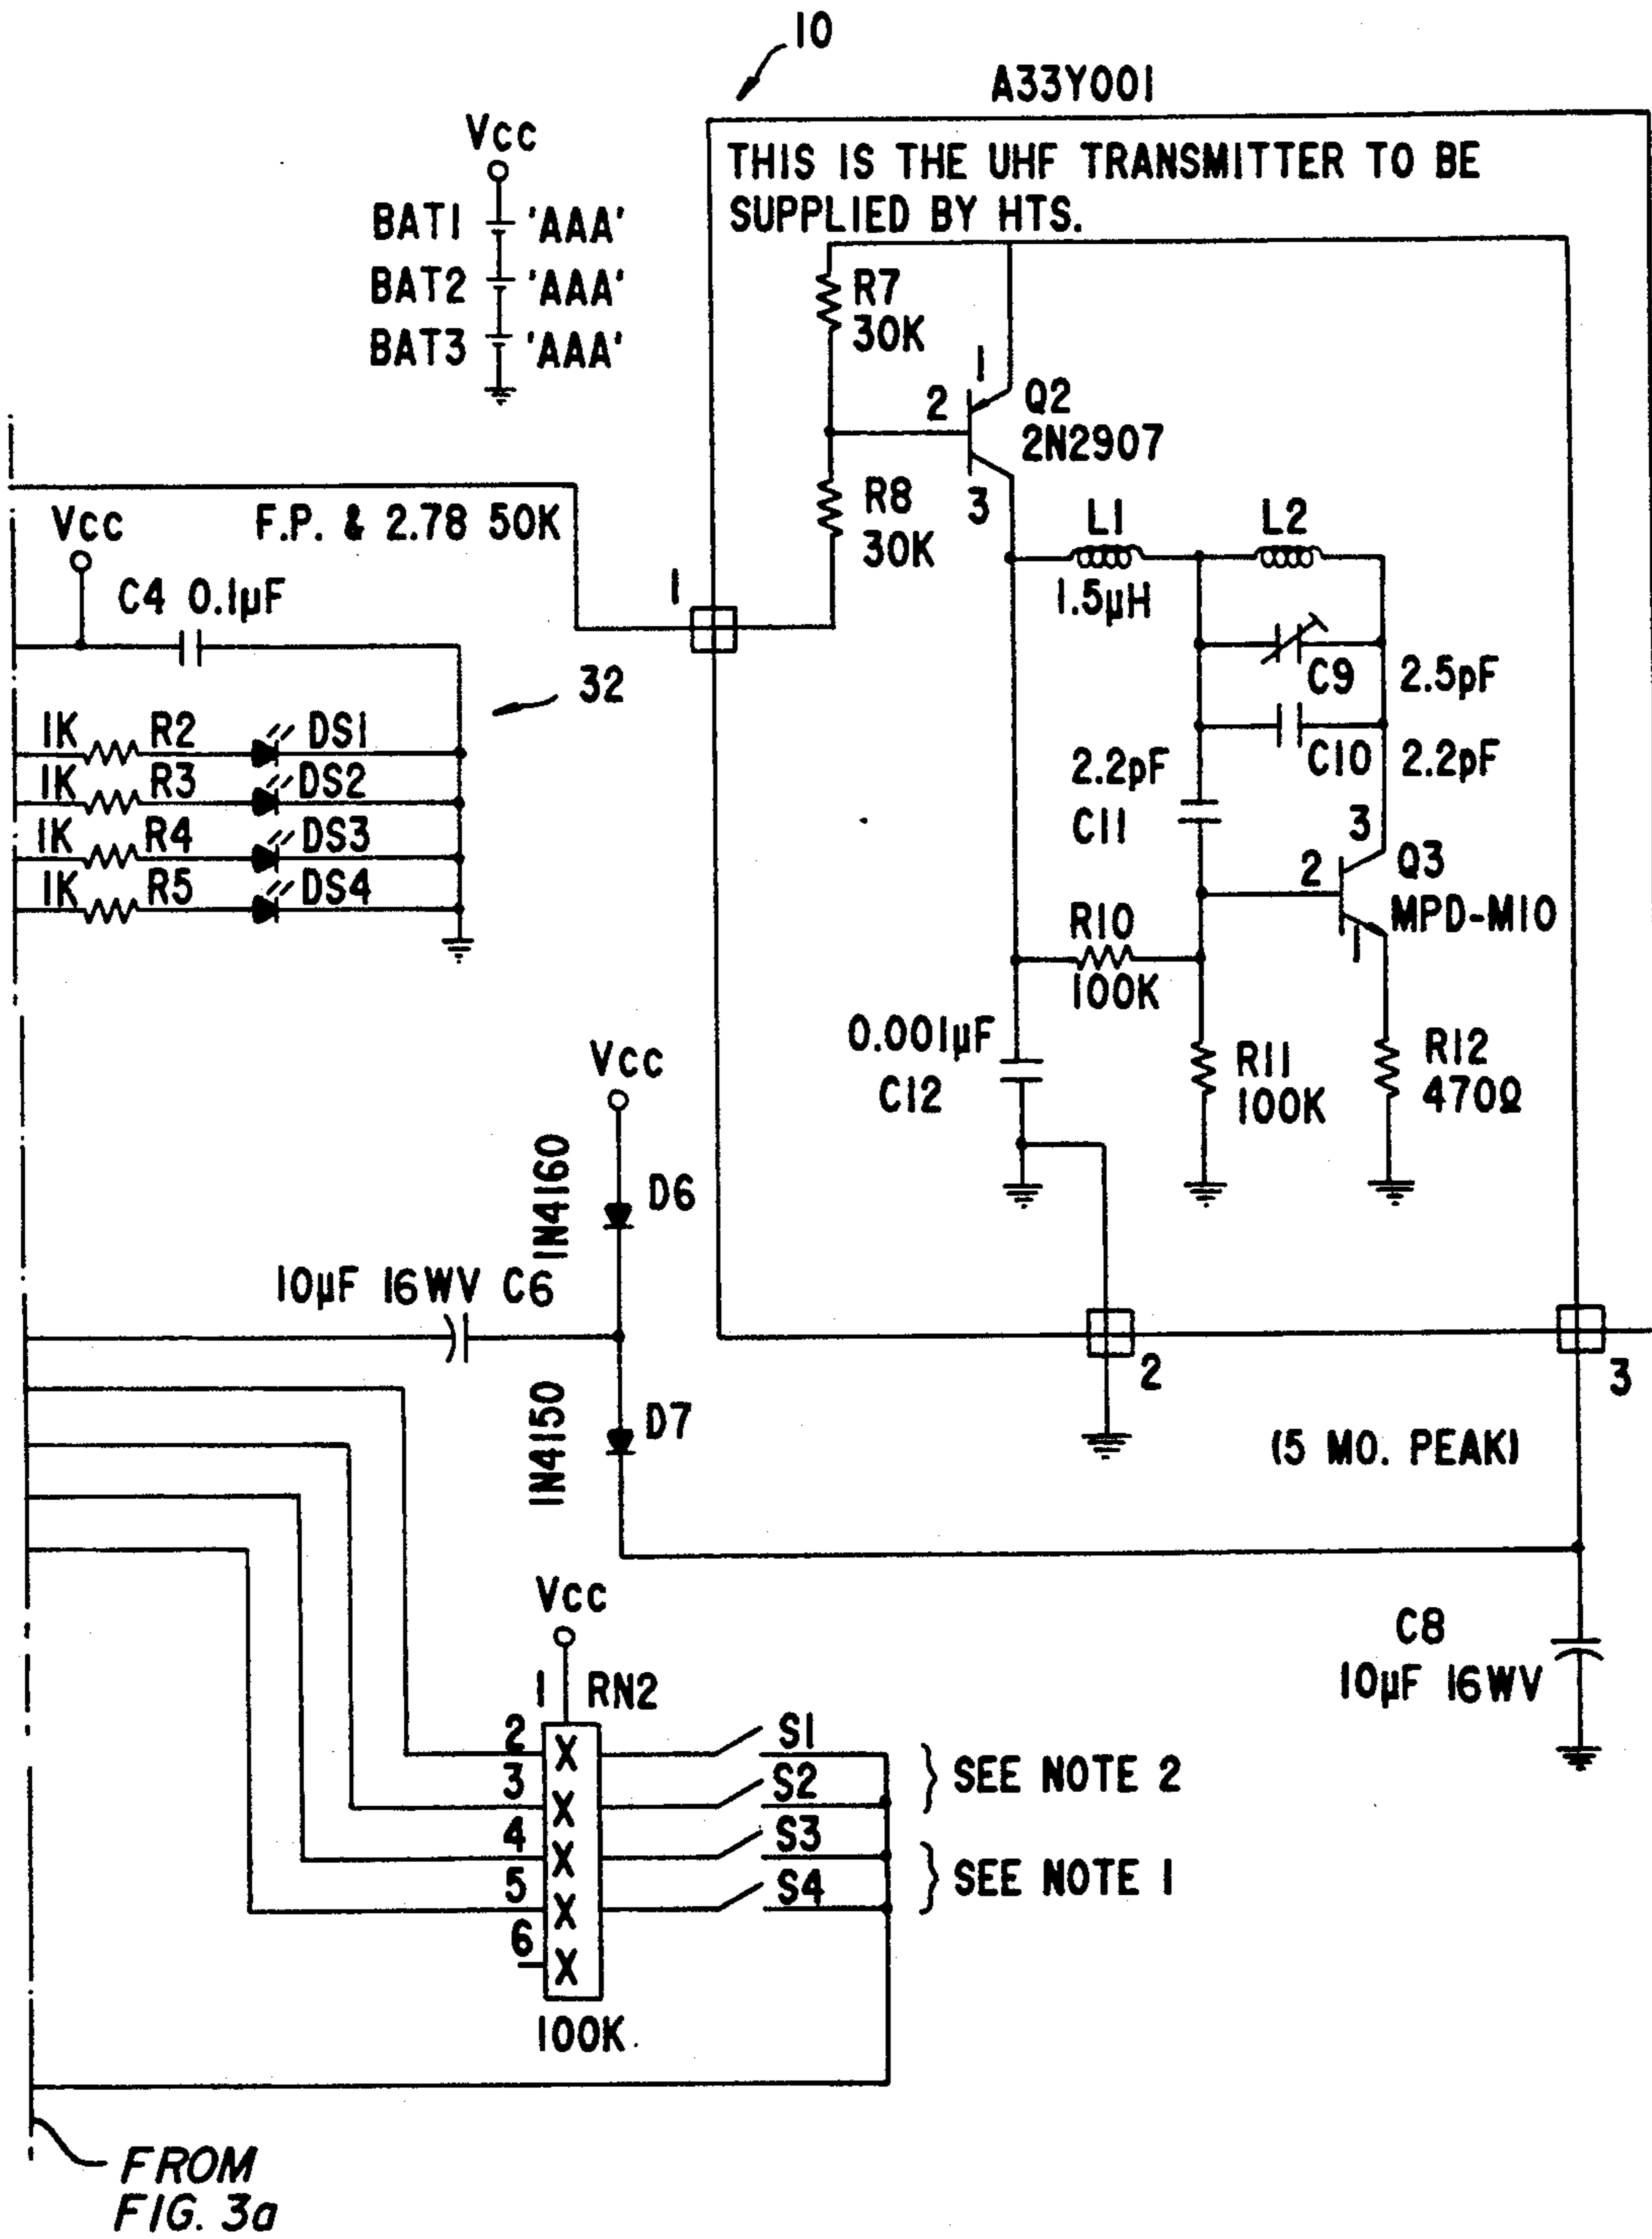 10
A33Y001
THIS IS THE UHF TRANSMITTER TO BE
SUPPLIED BY HTS.
Vcc
BAT1 'AAA'
BAT2 'AAA'
BAT3 'AAA'
R7
30K
1
2
Q2
2N2907
3
R8
30K
Vcc
F.P. & 2.78 50K
C4 0.1µF
1
L1
1.5µH
L2
C9 2.5pF
C10 2.2pF
2.2pF
C11
32
1K R2 DS1
1K R3 DS2
1K R4 DS3
1K R5 DS4
3
2
Q3
MPD-M10
1
R10
100K
0.001µF
C12
R11
100K
R12
470Ω
Vcc
1N4160
D6
10µF 16WV C6
1N4150
D7
2
3
(5 MO. PEAK)
Vcc
C8
10µF 16WV
1 RN2
2 X S1
3 X S2
4 X S3
5 X S4
6 X
SEE NOTE 2
SEE NOTE 1
100K
FROM
FIG. 3a